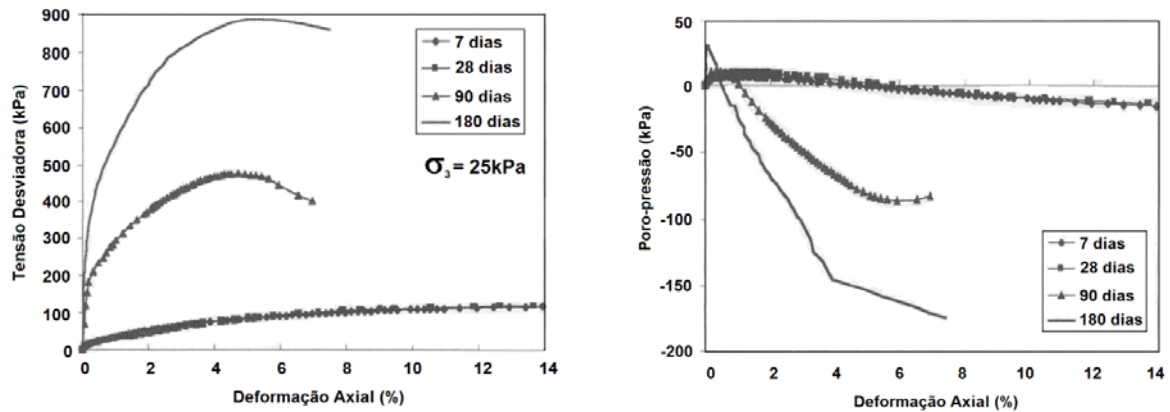 900
800
700
600
500
400
300
200
100
0
Tensão Desviadora (kPa)
7 dias
28 dias
90 dias
180 dias
σ3 = 25kPa
0 2 4 6 8 10 12 14
Deformação Axial (%)
50
0
-50
-100
-150
-200
Poro-pressão (kPa)
7 dias
28 dias
90 dias
180 dias
0 2 4 6 8 10 12 14
Deformação Axial (%)